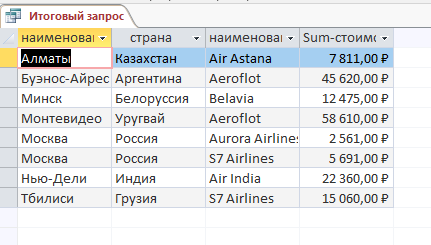 Итоговый запрос
наименован страна наименован Sum-стоимо
Алматы Казахстан Air Astana 7 811,00 ₽
Буэнос-Айрес Аргентина Aeroflot 45 620,00 ₽
Минск Белоруссия Belavia 12 475,00 ₽
Монтевидео Уругвай Aeroflot 58 610,00 ₽
Москва Россия Aurora Airlines 2 561,00 ₽
Москва Россия S7 Airlines 5 691,00 ₽
Нью-Дели Индия Air India 22 360,00 ₽
Тбилиси Грузия S7 Airlines 15 060,00 ₽